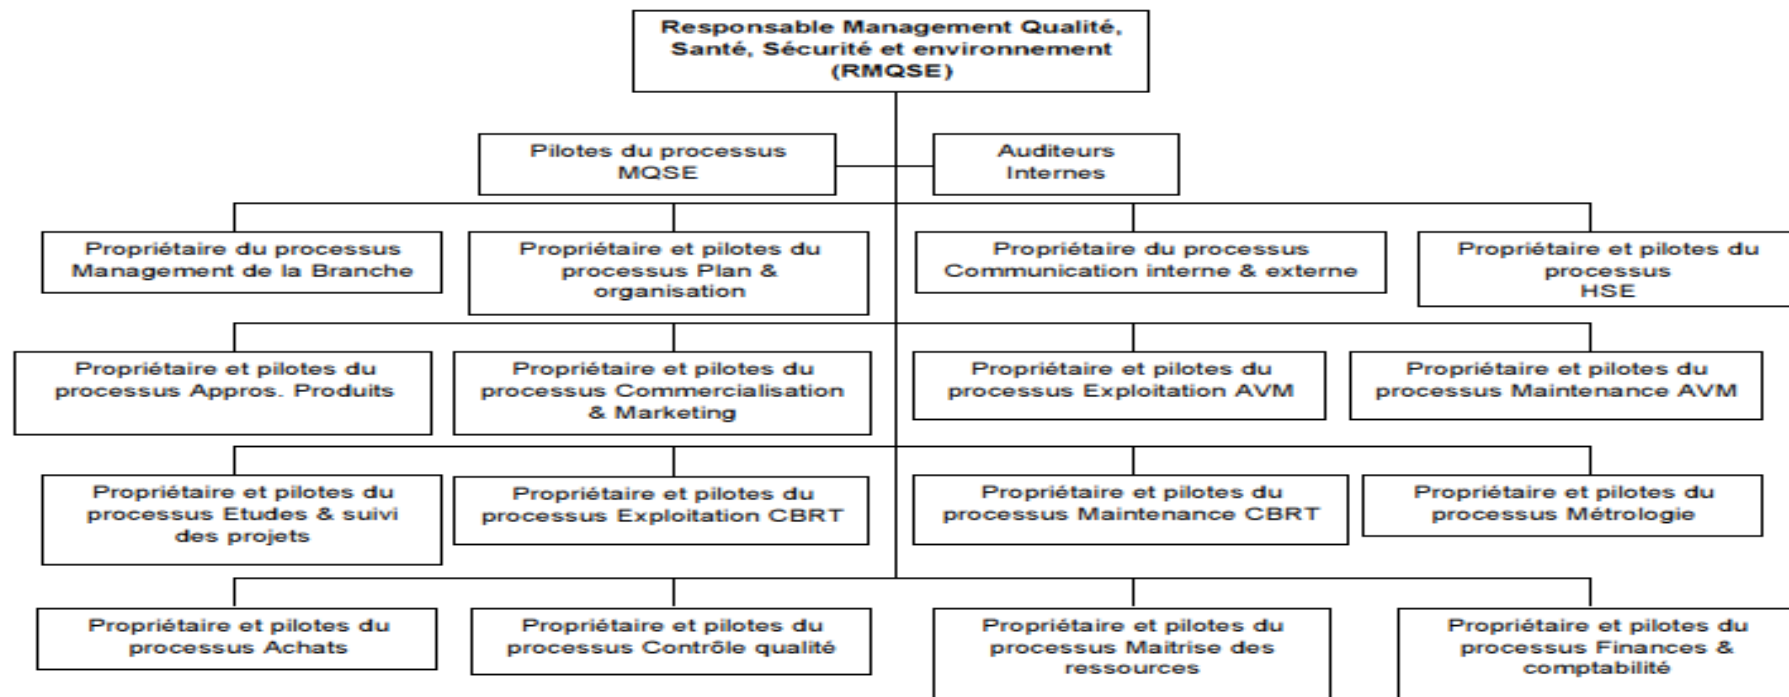 Responsable Management Qualité,
Santé, Sécurité et environnement
(RMQSE)
Pilotes du processus
MQSE
Auditeurs
Internes
Propriétaire du processus
Management de la Branche
Propriétaire et pilotes du
processus Plan &
organisation
Propriétaire du processus
Communication interne & externe
Propriétaire et pilotes du
processus
HSE
Propriétaire et pilotes du
processus Appros. Produits
Propriétaire et pilotes du
processus Commercialisation
& Marketing
Propriétaire et pilotes du
processus Exploitation AVM
Propriétaire et pilotes du
processus Maintenance AVM
Propriétaire et pilotes du
processus Etudes & suivi
des projets
Propriétaire et pilotes du
processus Exploitation CBRT
Propriétaire et pilotes du
processus Maintenance CBRT
Propriétaire et pilotes du
processus Métrologie
Propriétaire et pilotes du
processus Achats
Propriétaire et pilotes du
processus Contrôle qualité
Propriétaire et pilotes du
processus Maitrise des
ressources
Propriétaire et pilotes du
processus Finances &
comptabilité